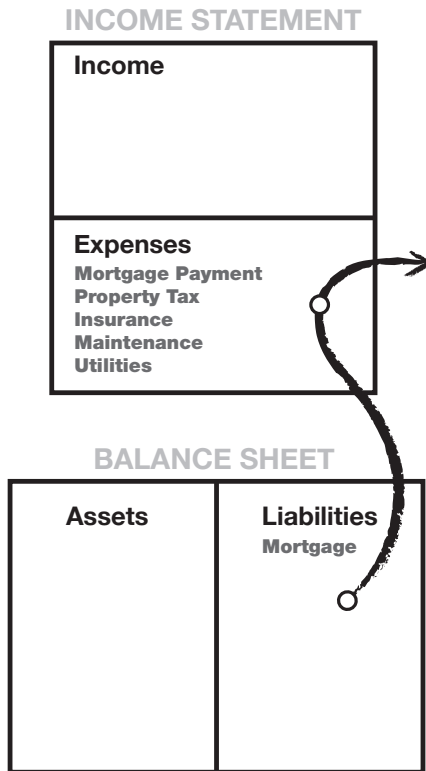 INCOME STATEMENT
Income
Expenses
Mortgage Payment
Property Tax
Insurance
Maintenance
Utilities
BALANCE SHEET
Assets
Liabilities
Mortgage